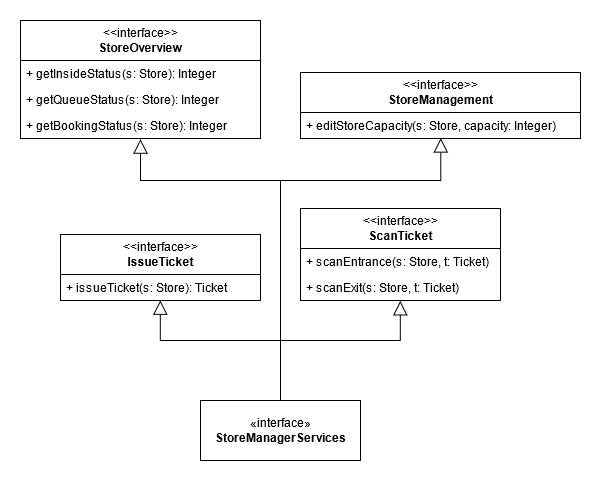 <<interface>>
StoreOverview
+ getInsideStatus(s: Store): Integer
+ getQueueStatus(s: Store): Integer
+ getBookingStatus(s: Store): Integer
<<interface>>
StoreManagement
+ editStoreCapacity(s: Store, capacity: Integer)
<<interface>>
IssueTicket
+ issueTicket(s: Store): Ticket
<<interface>>
ScanTicket
+ scanEntrance(s: Store, t: Ticket)
+ scanExit(s: Store, t: Ticket)
«interface»
StoreManagerServices